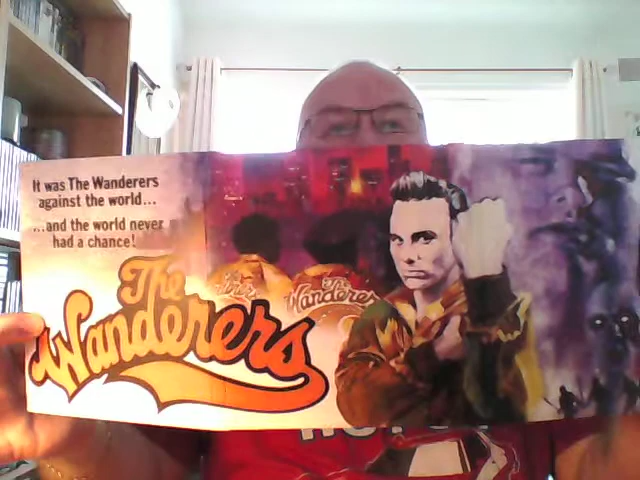 It was The Wanderers
against the world...
...and the world never
had a chance!
The
Wanderers
Wanderers